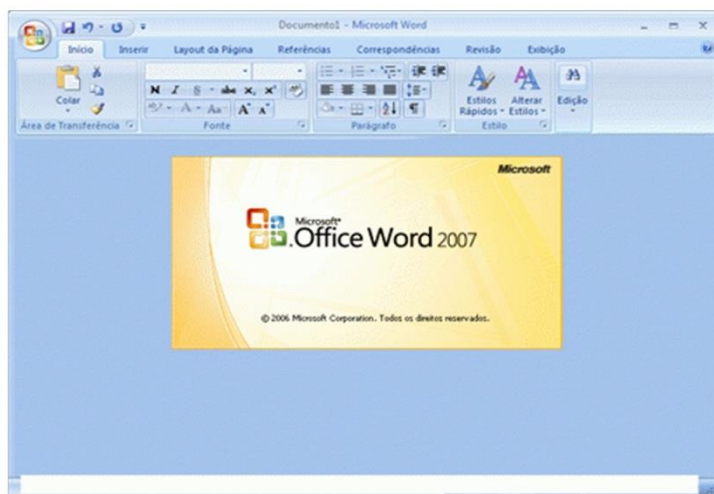 Documento1 - Microsoft Word
Início Inserir Layout da Página Referências Correspondências Revisão Exibição
Colar
N I S abc x, x'
Aa A A
Estilos Rápidos
Alterar Estilos
Edição
Área de Transferência Fonte Parágrafo Estilo
Microsoft
Microsoft®
Office Word 2007
© 2006 Microsoft Corporation. Todos os direitos reservados.